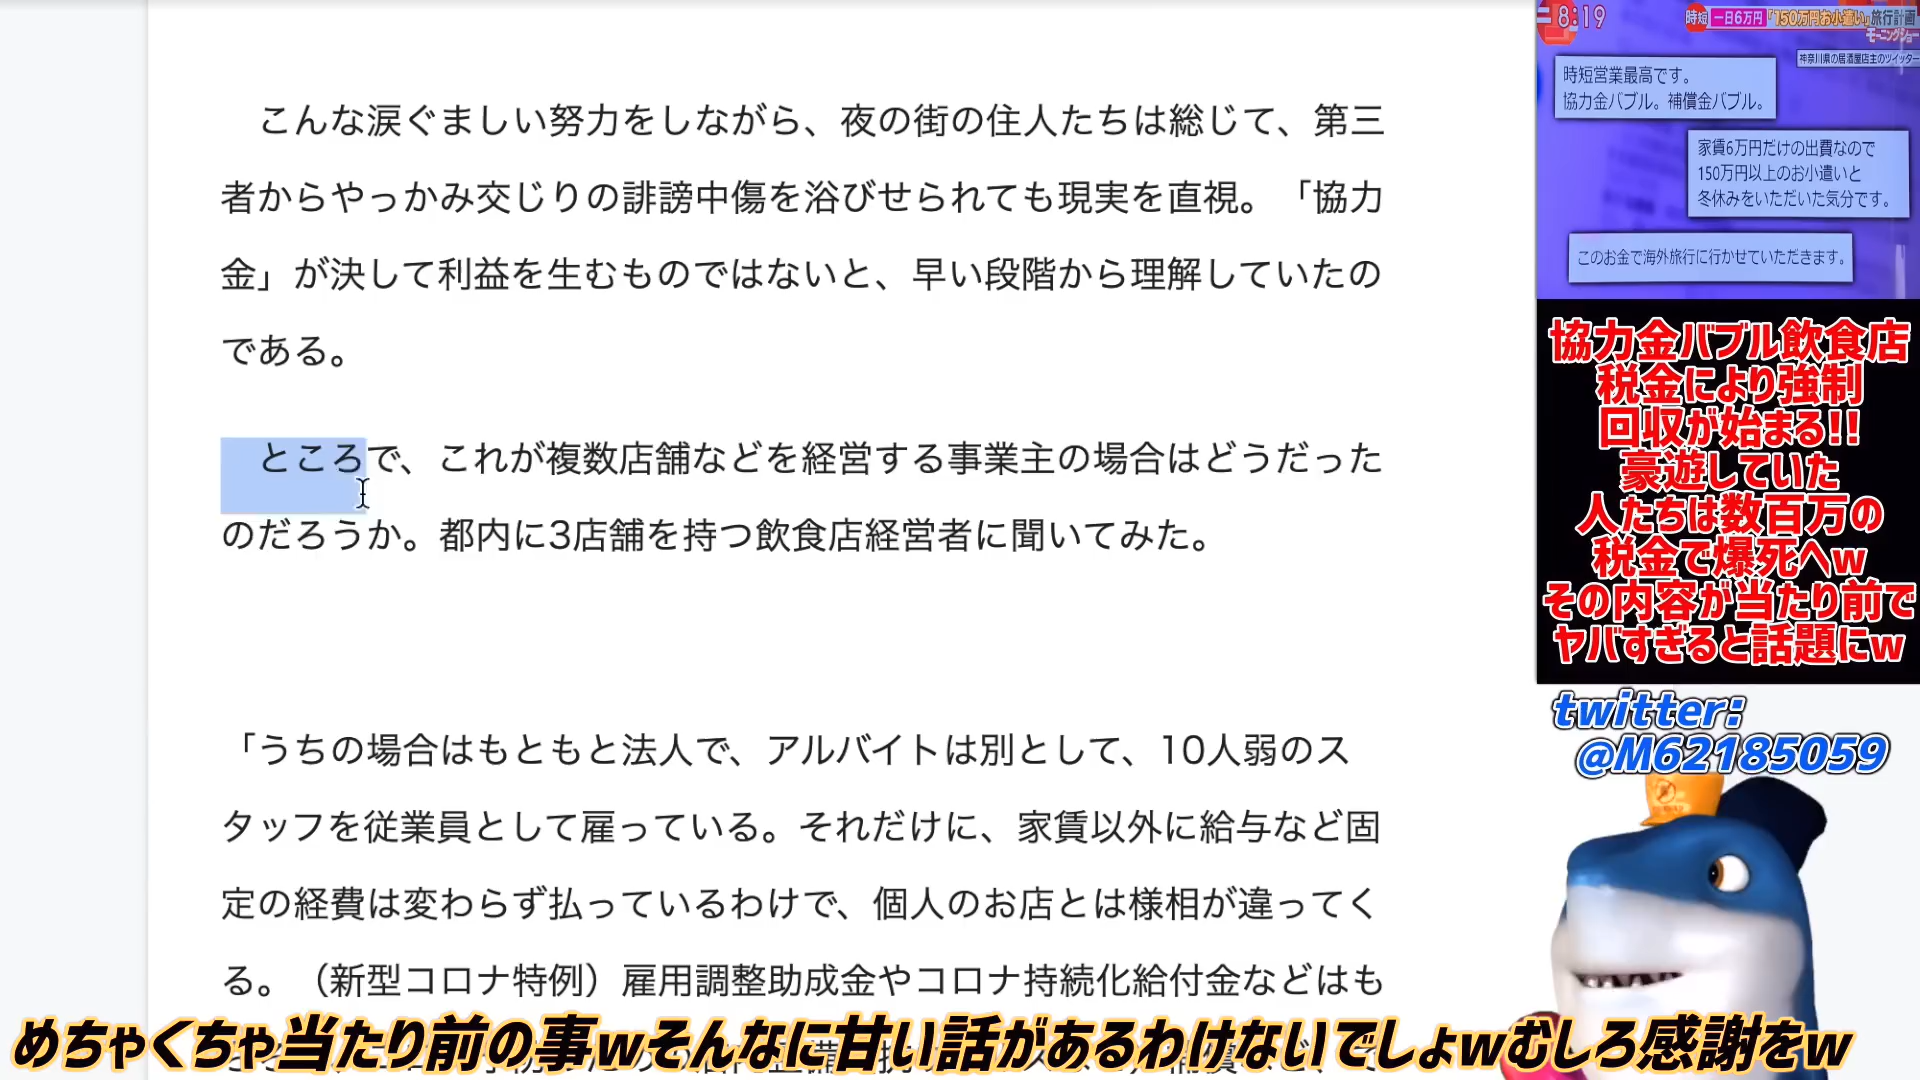 こんな涙ぐましい努力をしながら、夜の街の住人たちは総じて、第三
者からやっかみ交じりの誹謗中傷を浴びせられても現実を直視。「協力
金」が決して利益を生むものではないと、早い段階から理解していたの
である。
ところで、これが複数店舗などを経営する事業主の場合はどうだった
のだろうか。都内に3店舗を持つ飲食店経営者に聞いてみた。
「うちの場合はもともと法人で、アルバイトは別として、10人弱のス
タッフを従業員として雇っている。それだけに、家賃以外に給与など固
定の経費は変わらず払っているわけで、個人のお店とは様相が違ってく
る。（新型コロナ特例）雇用調整助成金やコロナ持続化給付金などはも
めちゃくちゃ当たり前の事wそんなに甘い話があるわけないでしょwむしろ感謝をw
8:19
時短 一日6万円「150万円お小遣い」旅行計画
モーニングショー
神奈川県の居酒屋店主のツイッター
時短営業最高です。
協力金バブル。補償金バブル。
家賃6万円だけの出費なので
150万円以上のお小遣いと
冬休みをいただいた気分です。
このお金で海外旅行に行かせていただきます。
協力金バブル飲食店
税金により強制
回収が始まる!!
豪遊していた
人たちは数百万の
税金で爆死へw
その内容が当たり前で
ヤバすぎると話題にw
twitter:
@M62185059